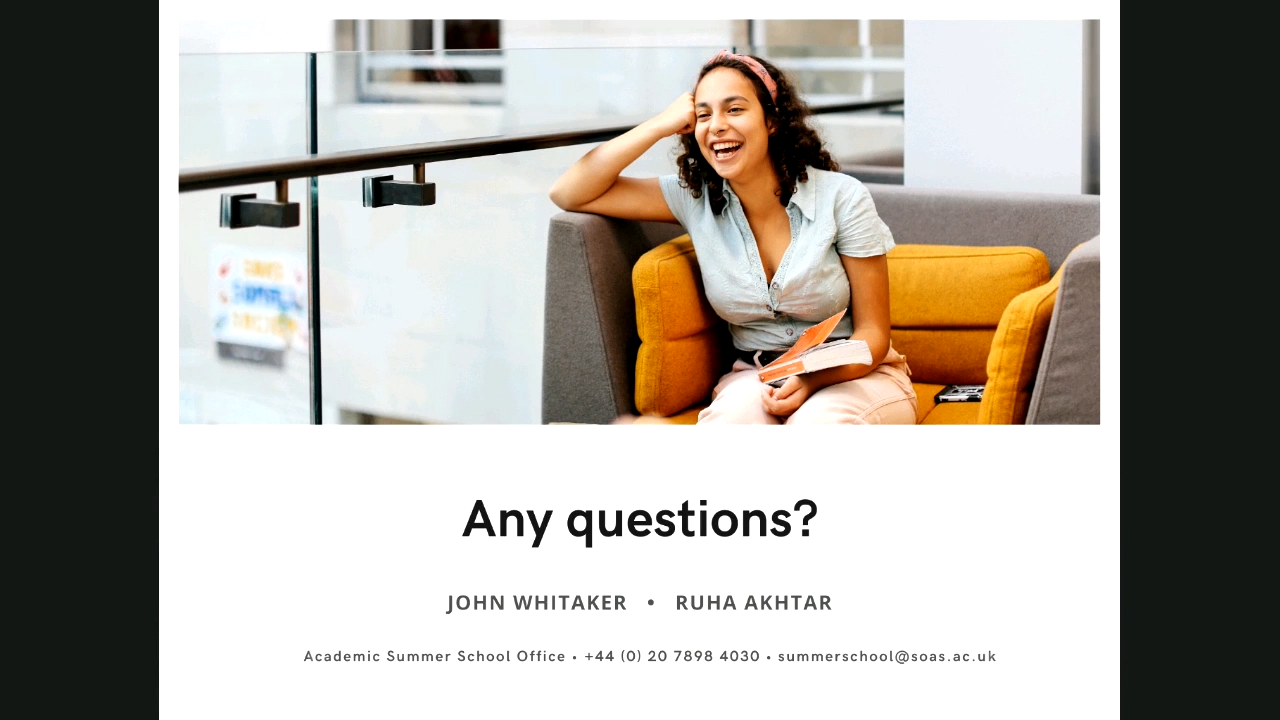 Any questions?
JOHN WHITAKER • RUHA AKHTAR
Academic Summer School Office • +44 (0) 20 7898 4030 • summerschool@soas.ac.uk